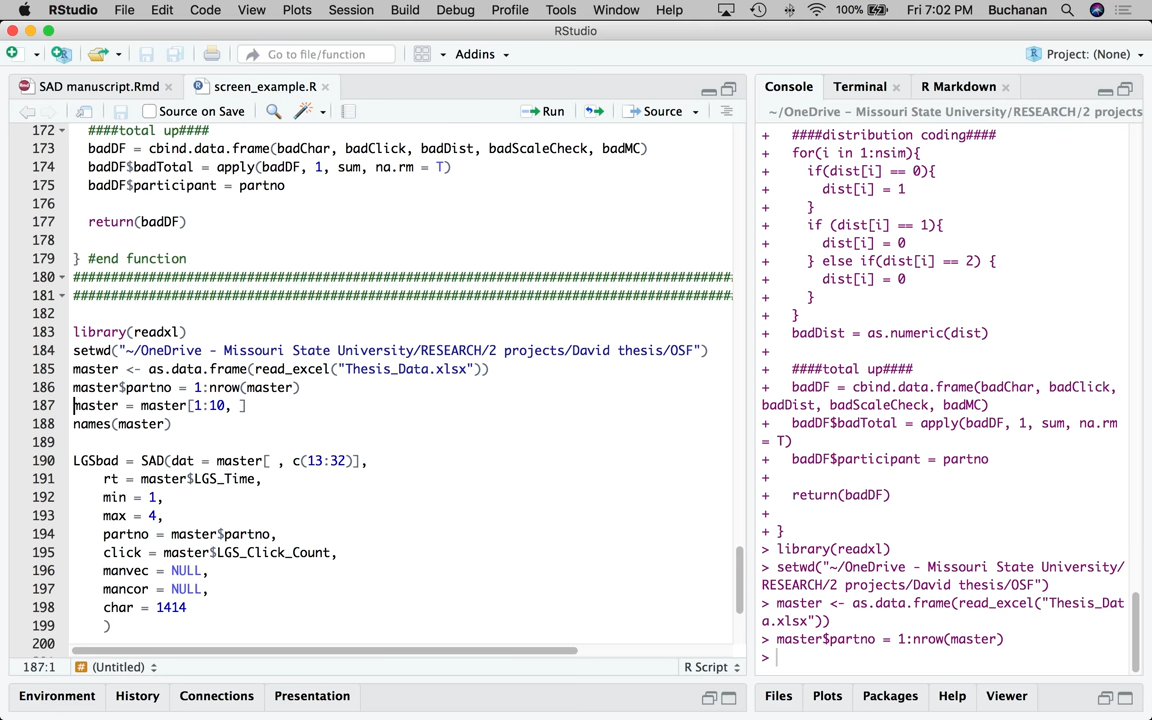 RStudio File Edit Code View Plots Session Build Debug Profile Tools Window Help 100% Fri 7:02 PM Buchanan
RStudio
Go to file/function Addins Project: (None)
SAD manuscript.Rmd screen_example.R
Source on Save Run Source
172 ####total up####
173 badDF = cbind.data.frame(badChar, badClick, badDist, badScaleCheck, badMC)
174 badDF$badTotal = apply(badDF, 1, sum, na.rm = T)
175 badDF$participant = partno
176
177 return(badDF)
178
179 } #end function
180 ################################################################################
181 ################################################################################
182
183 library(readxl)
184 setwd("~/OneDrive - Missouri State University/RESEARCH/2 projects/David thesis/OSF")
185 master <- as.data.frame(read_excel("Thesis_Data.xlsx"))
186 master$partno = 1:nrow(master)
187 master = master[1:10, ]
188 names(master)
189
190 LGSbad = SAD(dat = master[ , c(13:32)],
191 rt = master$LGS_Time,
192 min = 1,
193 max = 4,
194 partno = master$partno,
195 click = master$LGS_Click_Count,
196 manvec = NULL,
197 mancor = NULL,
198 char = 1414
199 )
200
187:1 # (Untitled) R Script
Environment History Connections Presentation
Console Terminal R Markdown
~/OneDrive - Missouri State University/RESEARCH/2 projects
+ ####distribution coding####
+ for(i in 1:nsim){
+ if(dist[i] == 0){
+ dist[i] = 1
+ }
+ if (dist[i] == 1){
+ dist[i] = 0
+ } else if(dist[i] == 2) {
+ dist[i] = 0
+ }
+ }
+ badDist = as.numeric(dist)
+
+ ####total up####
+ badDF = cbind.data.frame(badChar, badClick,
badDist, badScaleCheck, badMC)
+ badDF$badTotal = apply(badDF, 1, sum, na.rm
= T)
+ badDF$participant = partno
+
+ return(badDF)
+
+ }
> library(readxl)
> setwd("~/OneDrive - Missouri State University/
RESEARCH/2 projects/David thesis/OSF")
> master <- as.data.frame(read_excel("Thesis_Dat
a.xlsx"))
> master$partno = 1:nrow(master)
>
Files Plots Packages Help Viewer